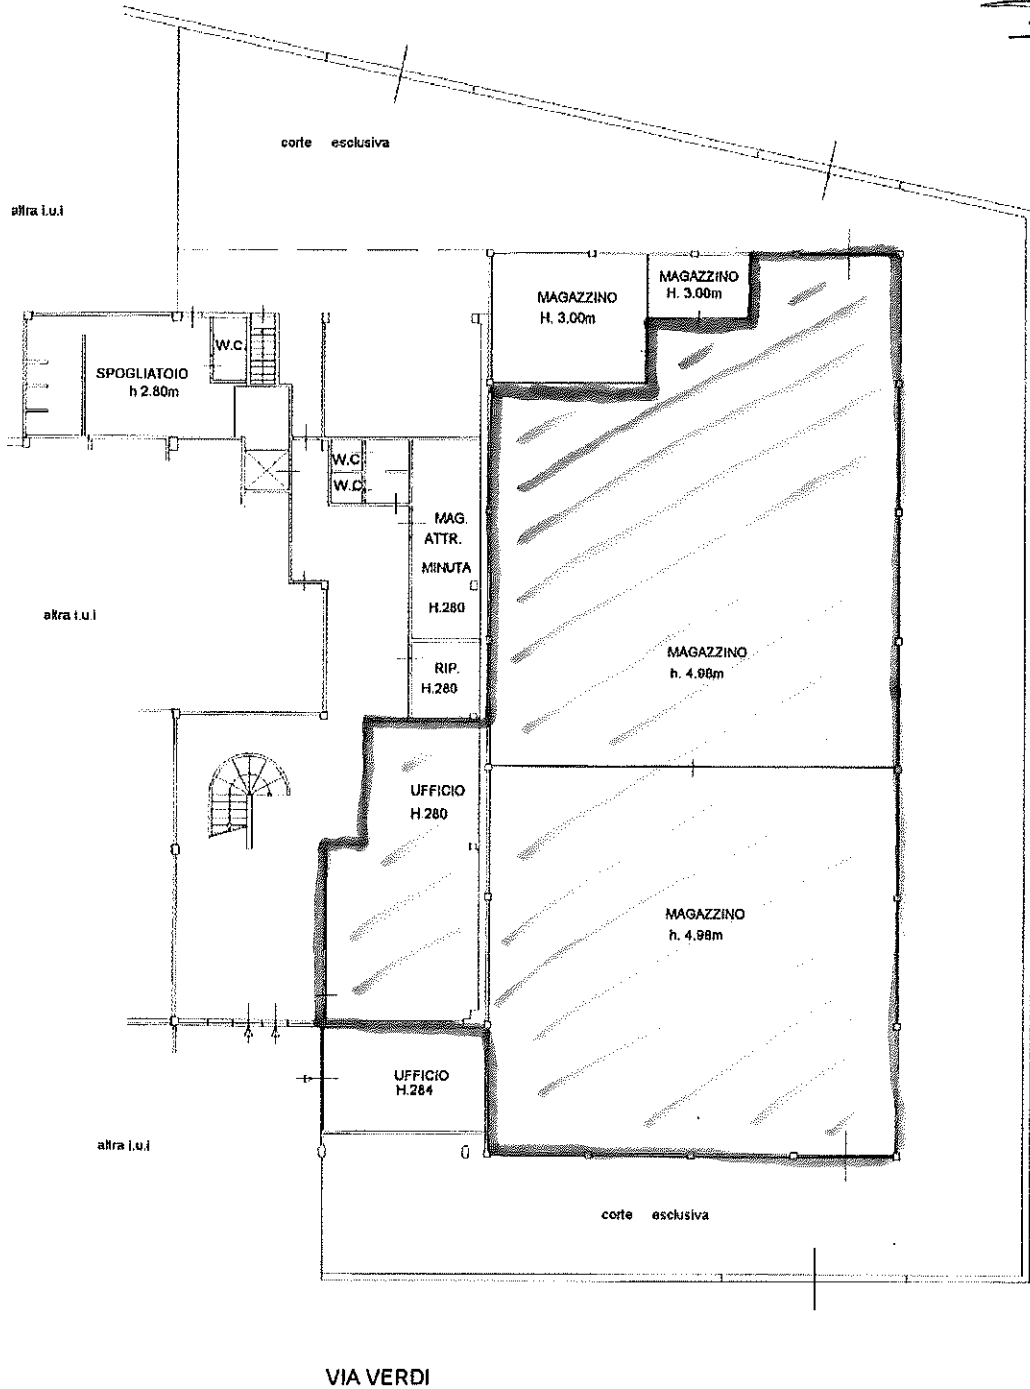 corte esclusiva
altra i.u.i
MAGAZZINO
H. 3.00m
MAGAZZINO
H. 3.00m
W.C.
SPOGLIATOIO
h 2.80m
W.C
W.C.
MAG.
ATTR.
MINUTA
H.280
altra i.u.i
RIP.
H.280
MAGAZZINO
h. 4.98m
UFFICIO
H.280
MAGAZZINO
h. 4.98m
UFFICIO
H.284
altra i.u.i
corte esclusiva
VIA VERDI